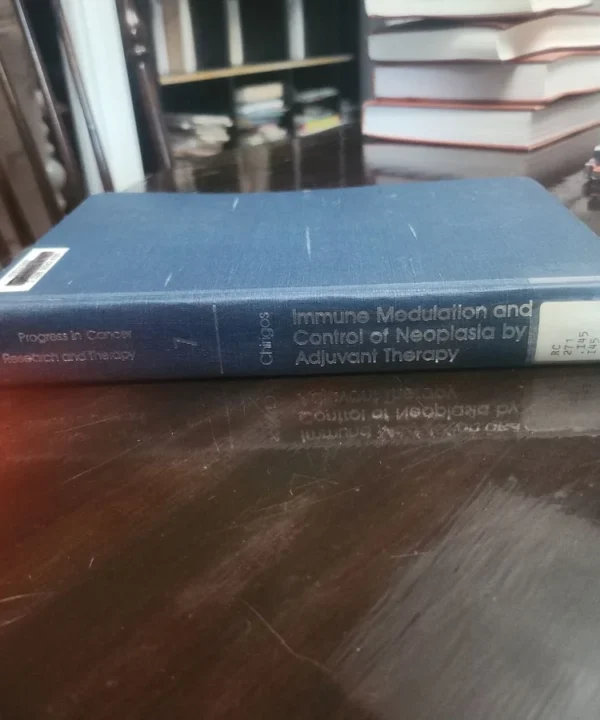 Progress in Cancer
Research and Therapy
7
Chirigos
Immune Modulation and
Control of Neoplasia by
Adjuvant Therapy
RC
271
.I45
I45